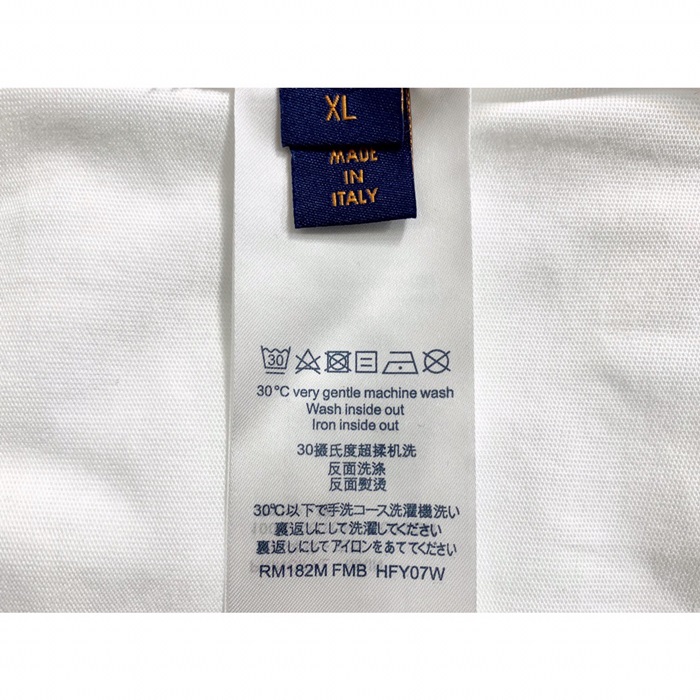 XL
MADE
IN
ITALY
30
30°C very gentle machine wash
Wash inside out
Iron inside out
30摄氏度超揉机洗
反面洗涤
反面熨烫
30℃以下で手洗コース洗濯機洗い
裏返しにして洗濯してください
裏返しにしてアイロンをあててください
RM182M FMB HFY07W